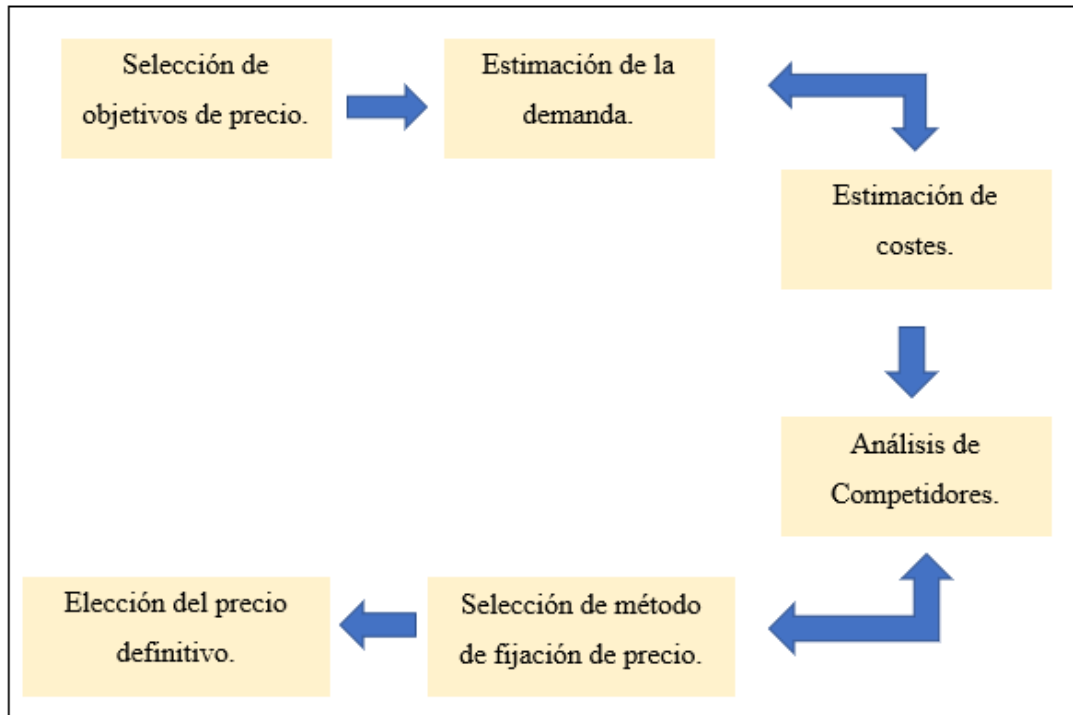 Selección de
objetivos de precio.
Estimación de la
demanda.
Estimación de
costes.
Análisis de
Competidores.
Selección de método
de fijación de precio.
Elección del precio
definitivo.